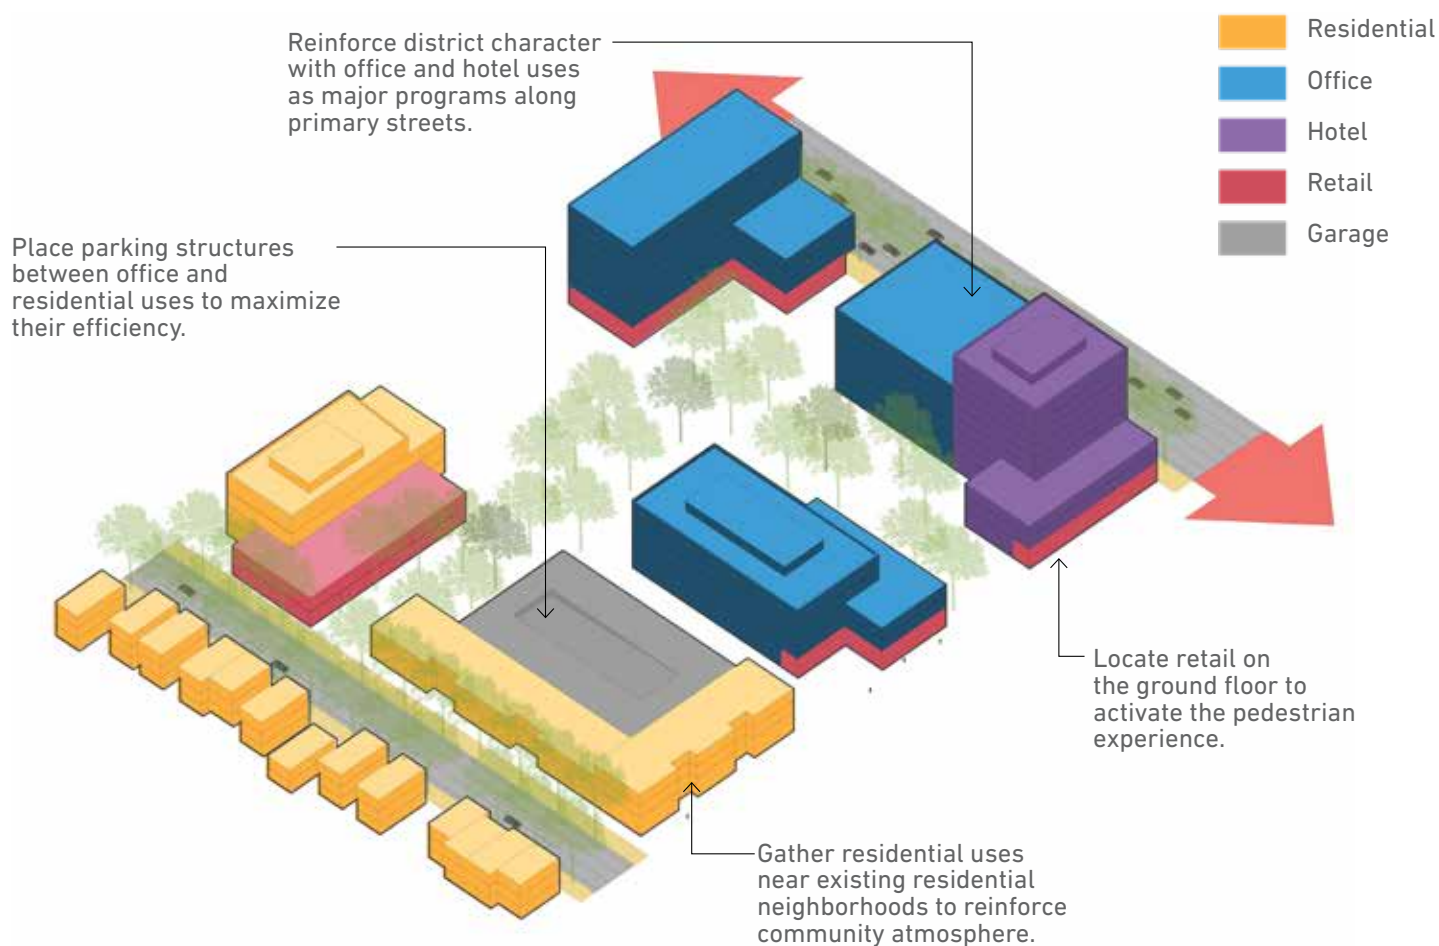 Reinforce district character
with office and hotel uses
as major programs along
primary streets.
Residential
Office
Hotel
Retail
Garage
Place parking structures
between office and
residential uses to maximize
their efficiency.
Locate retail on
the ground floor to
activate the pedestrian
experience.
Gather residential uses
near existing residential
neighborhoods to reinforce
community atmosphere.